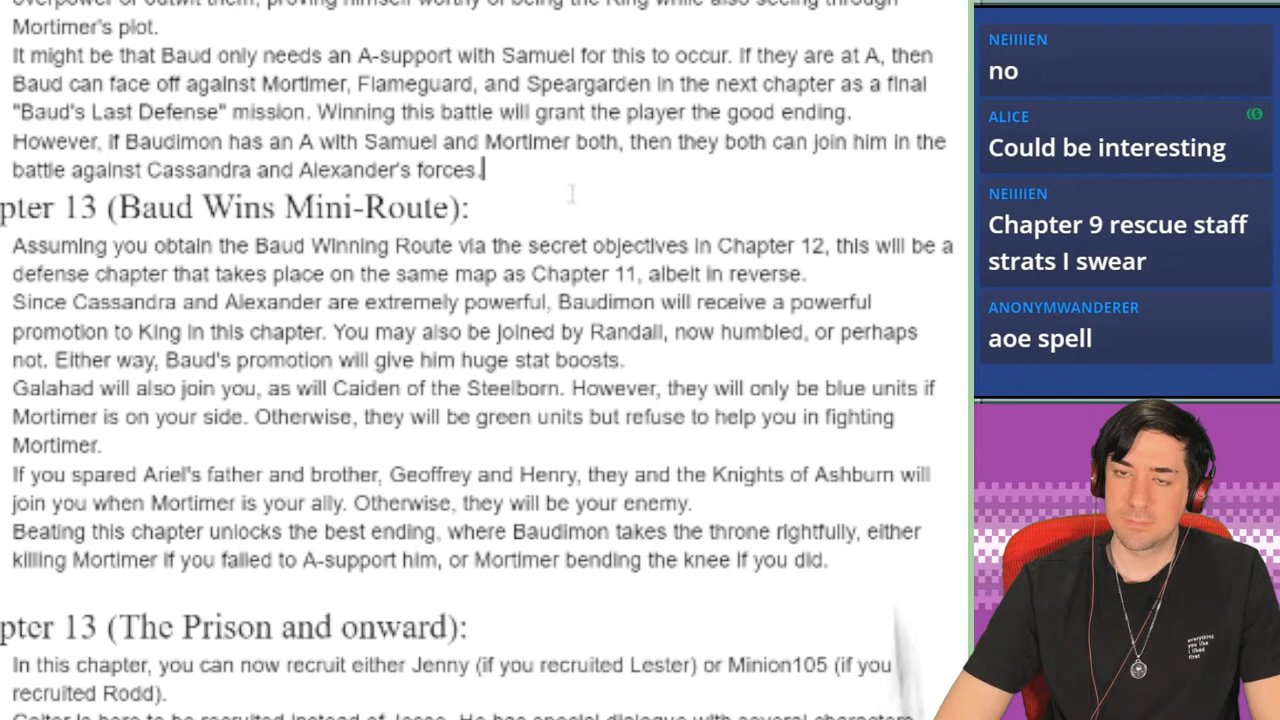 Mortimer's plot.
It might be that Baud only needs an A-support with Samuel for this to occur. If they are at A, then
Baud can face off against Mortimer, Flameguard, and Speargarden in the next chapter as a final
"Baud's Last Defense" mission. Winning this battle will grant the player the good ending.
However, if Baudimon has an A with Samuel and Mortimer both, then they both can join him in the
battle against Cassandra and Alexander's forces.
pter 13 (Baud Wins Mini-Route):
Assuming you obtain the Baud Winning Route via the secret objectives in Chapter 12, this will be a
defense chapter that takes place on the same map as Chapter 11, albeit in reverse.
Since Cassandra and Alexander are extremely powerful, Baudimon will receive a powerful
promotion to King in this chapter. You may also be joined by Randall, now humbled, or perhaps
not. Either way, Baud's promotion will give him huge stat boosts.
Galahad will also join you, as will Caiden of the Steelborn. However, they will only be blue units if
Mortimer is on your side. Otherwise, they will be green units but refuse to help you in fighting
Mortimer.
If you spared Ariel's father and brother, Geoffrey and Henry, they and the Knights of Ashburn will
join you when Mortimer is your ally. Otherwise, they will be your enemy.
Beating this chapter unlocks the best ending, where Baudimon takes the throne rightfully, either
killing Mortimer if you failed to A-support him, or Mortimer bending the knee if you did.
pter 13 (The Prison and onward):
In this chapter, you can now recruit either Jenny (if you recruited Lester) or Minion105 (if you
recruited Rodd).
NEIIIIEN
no
ALICE
Could be interesting
NEIIIIEN
Chapter 9 rescue staff
strats I swear
ANONYMWANDERER
aoe spell
everything
you like
I liked
first